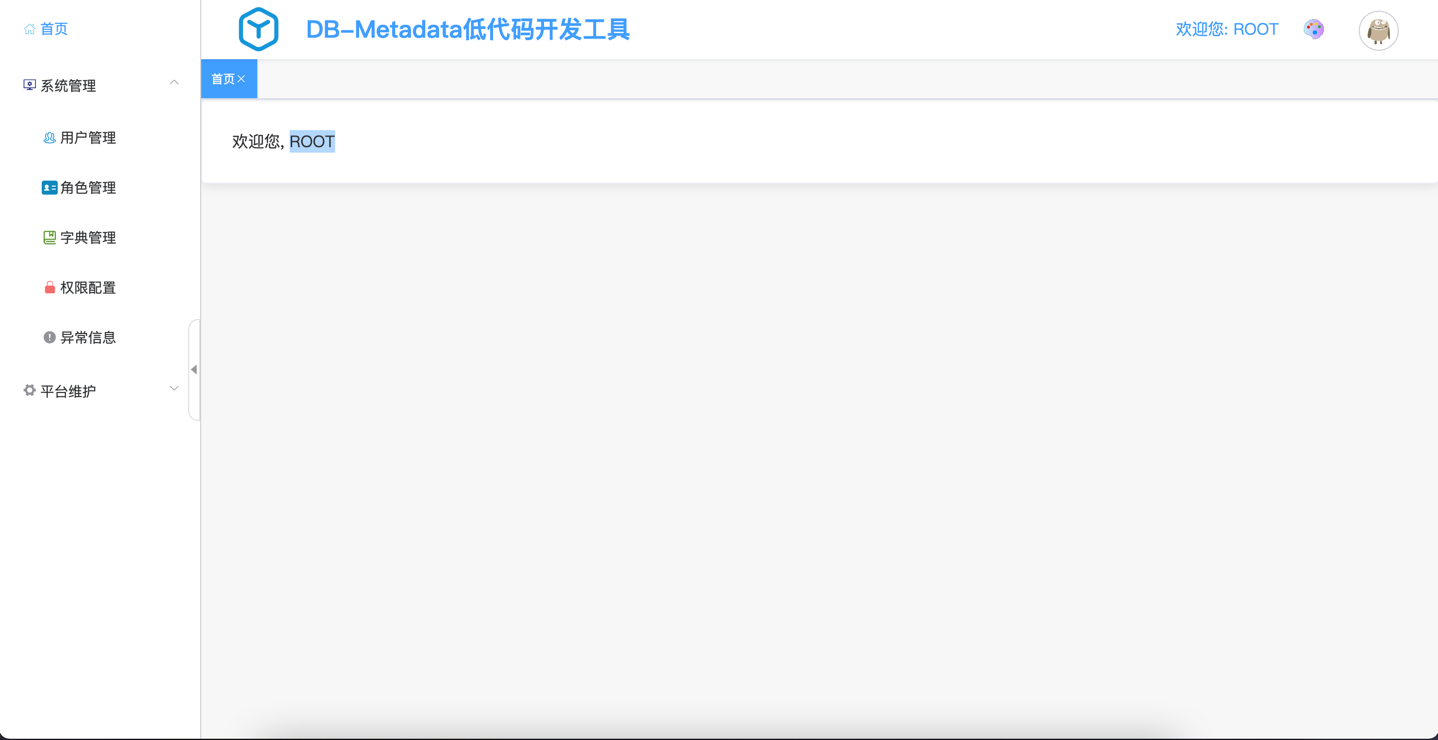 首页
系统管理
用户管理
角色管理
字典管理
权限配置
异常信息
平台维护
DB-Metadata低代码开发工具
欢迎您: ROOT
首页
欢迎您, ROOT